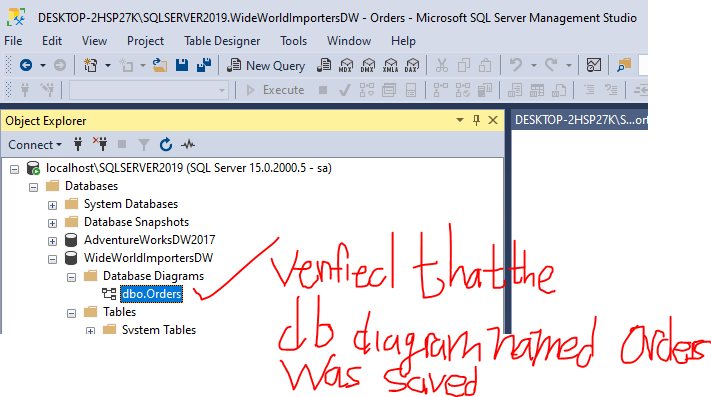 DESKTOP-2HSP27K\SQLSERVER2019.WideWorldImportersDW - Orders - Microsoft SQL Server Management Studio
File Edit View Project Table Designer Tools Window Help
New Query MDX DMX XMLA DAX
Execute
Object Explorer
DESKTOP-2HSP27K\S...ort
Connect
localhost\SQLSERVER2019 (SQL Server 15.0.2000.5 - sa)
Databases
System Databases
Database Snapshots
AdventureWorksDW2017
WideWorldImportersDW
Database Diagrams
dbo.Orders
Tables
System Tables
Verified that the
db diagram named Orders
was saved